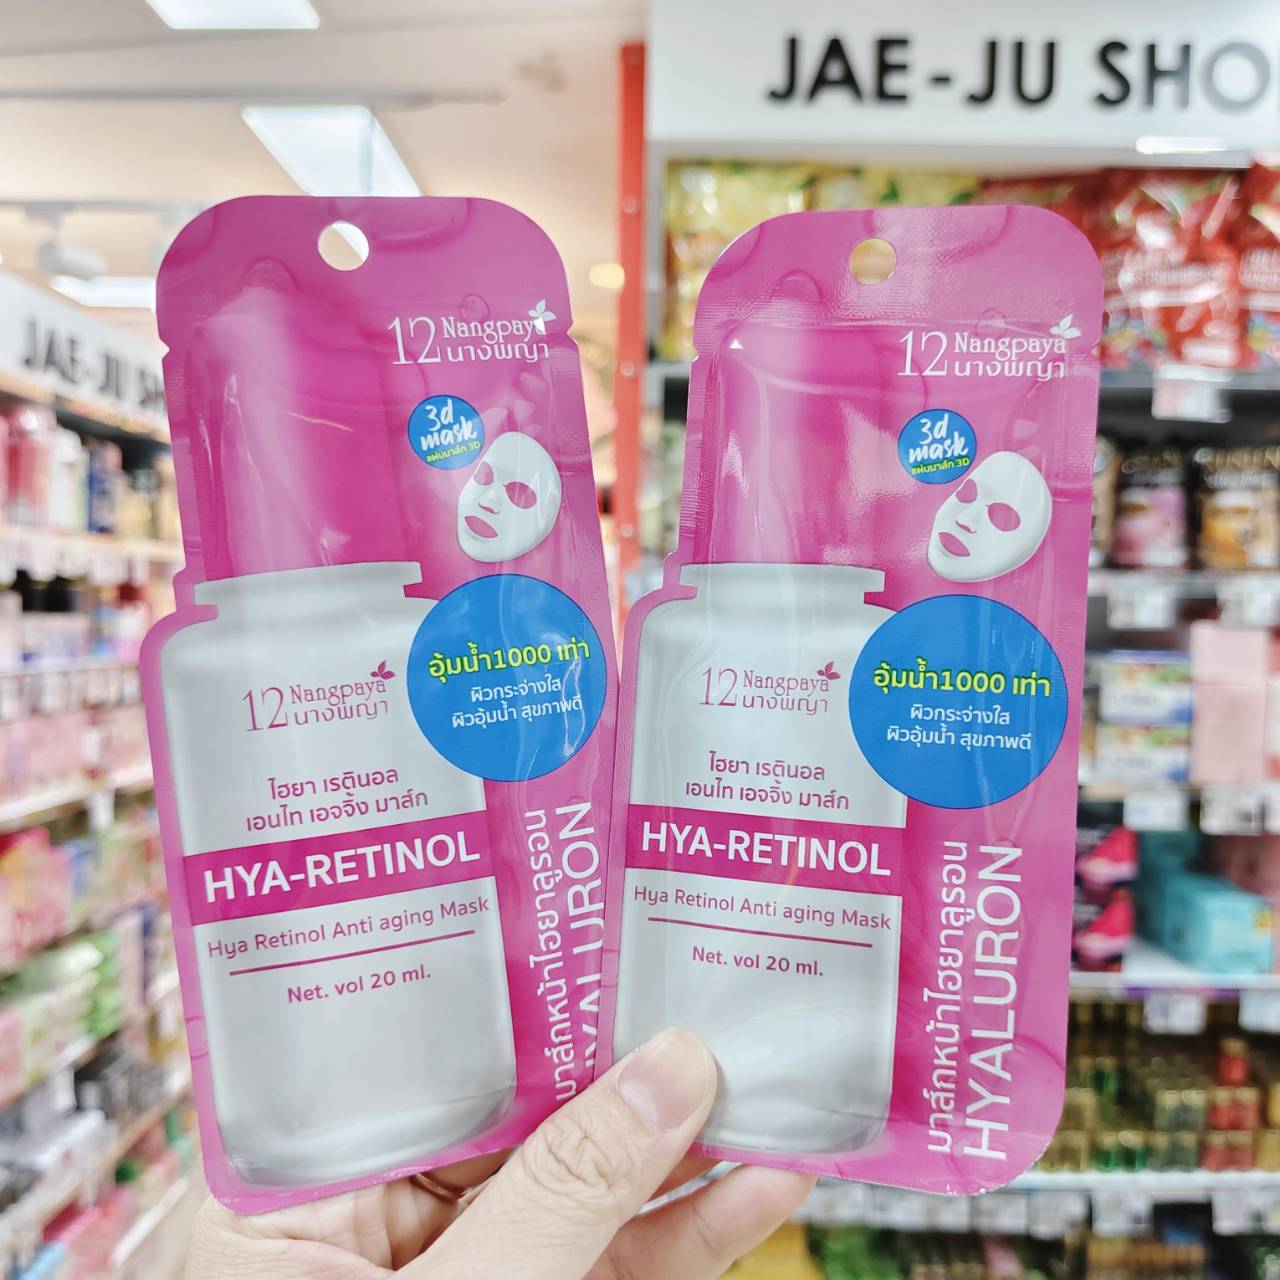 JAE-JU SHO
JAE-JU SH
12 Nangpaya
นางพญา
3d
mask
แผ่นมาส์ก 3D
อุ้มน้ำ1000 เท่า
ผิวกระจ่างใส
ผิวอุ้มน้ำ สุขภาพดี
12 Nangpaya
นางพญา
ไฮยา เรตินอล
เอนไท เอจจิ้ง มาส์ก
HYA-RETINOL
Hya Retinol Anti aging Mask
Net. vol 20 ml.
มาส์กหน้าไฮยาลูรอน
HYALURON
12 Nangpaya
นางพญา
3d
mask
แผ่นมาส์ก 3D
อุ้มน้ำ1000 เท่า
ผิวกระจ่างใส
ผิวอุ้มน้ำ สุขภาพดี
12 Nangpaya
นางพญา
ไฮยา เรตินอล
เอนไท เอจจิ้ง มาส์ก
HYA-RETINOL
Hya Retinol Anti aging Mask
Net. vol 20 ml.
มาส์กหน้าไฮยาลูรอน
HYALURON